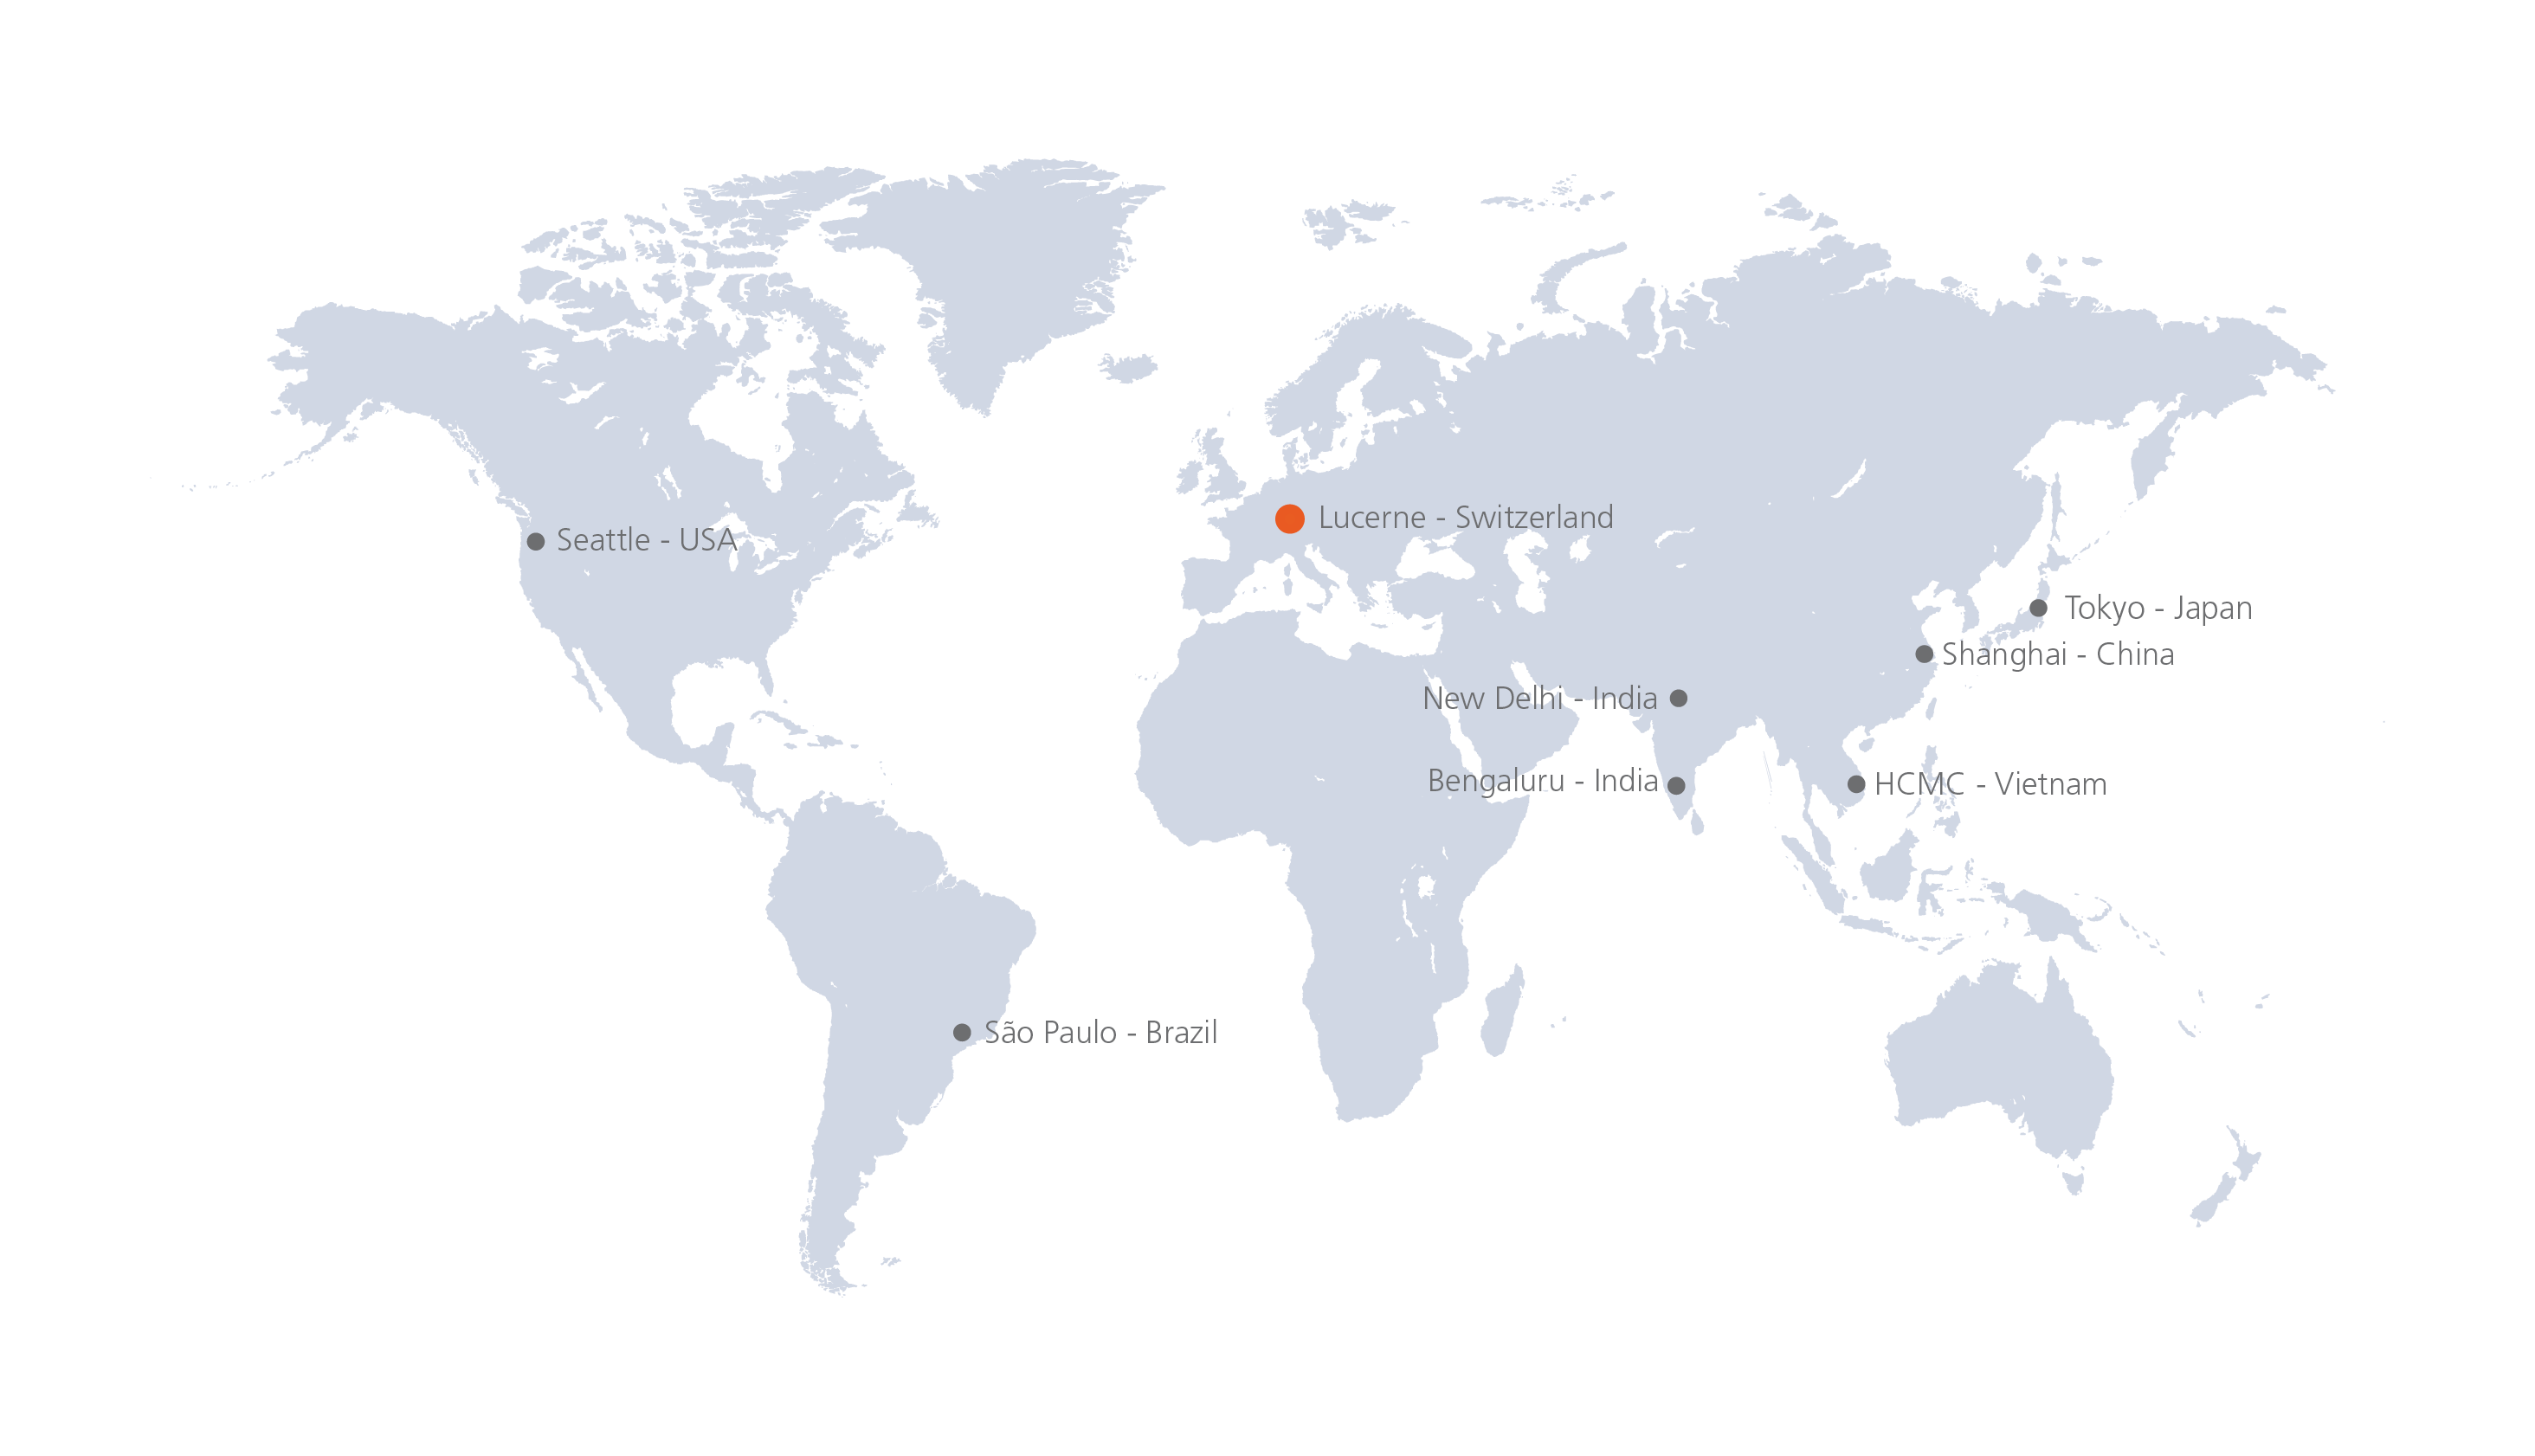 Lucerne - Switzerland
Seattle - USA
Tokyo - Japan
Shanghai - China
New Delhi - India
Bengaluru - India
HCMC - Vietnam
São Paulo - Brazil